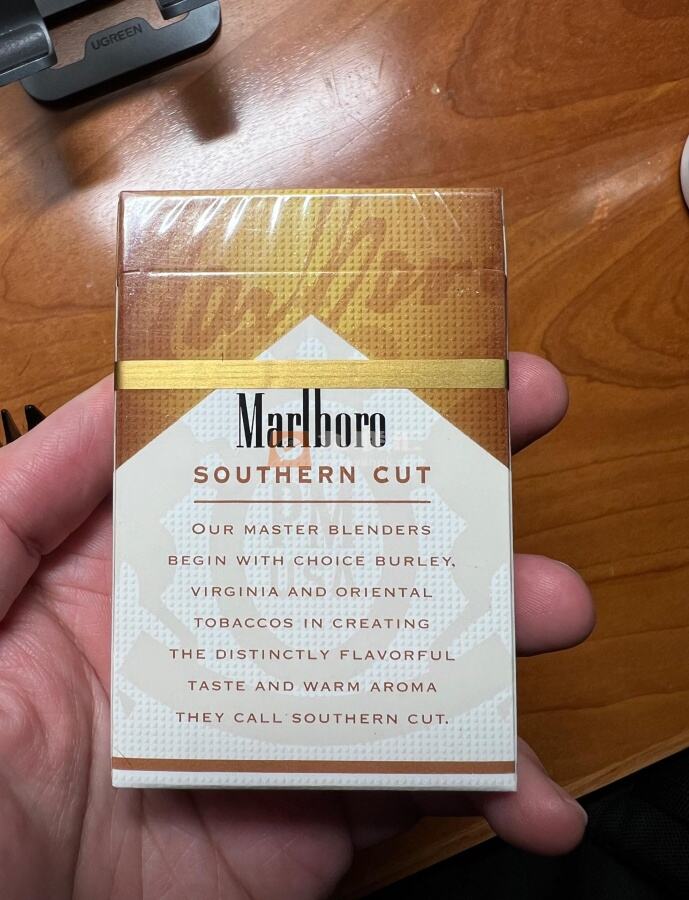 UGREEN
Marlboro
Marlboro
SOUTHERN CUT
OUR MASTER BLENDERS
BEGIN WITH CHOICE BURLEY,
VIRGINIA AND ORIENTAL
TOBACCOS IN CREATING
THE DISTINCTLY FLAVORFUL
TASTE AND WARM AROMA
THEY CALL SOUTHERN CUT.